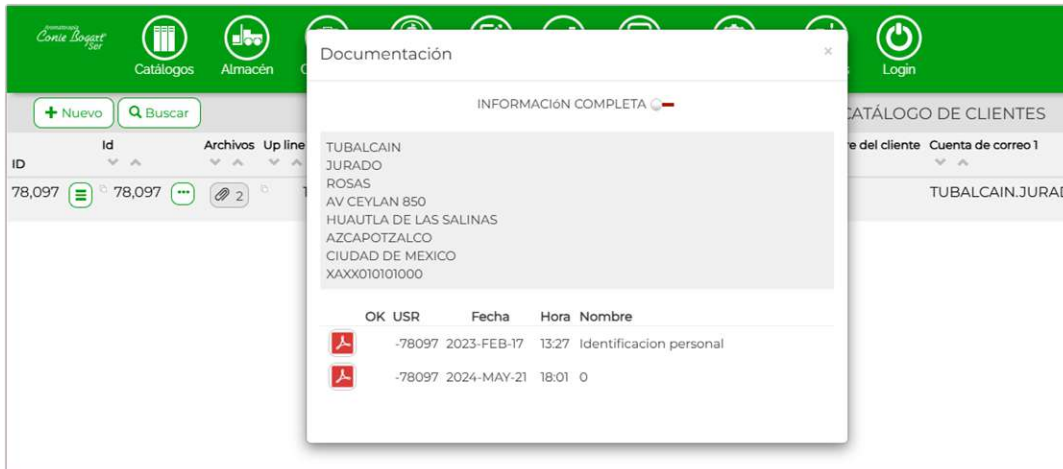 aromaterapia
Conie Bogart
Ser
Catálogos
Almacén
Login
Documentación
×
INFORMACIóN COMPLETA
+ Nuevo
Buscar
CATÁLOGO DE CLIENTES
ID
Id
Archivos
Up line
e del cliente
Cuenta de correo 1
78,097
78,097
2
1
TUBALCAIN.JURAD
TUBALCAIN
JURADO
ROSAS
AV CEYLAN 850
HUAUTLA DE LAS SALINAS
AZCAPOTZALCO
CIUDAD DE MEXICO
XAXX010101000
OK USR Fecha Hora Nombre
-78097 2023-FEB-17 13:27 Identificacion personal
-78097 2024-MAY-21 18:01 0